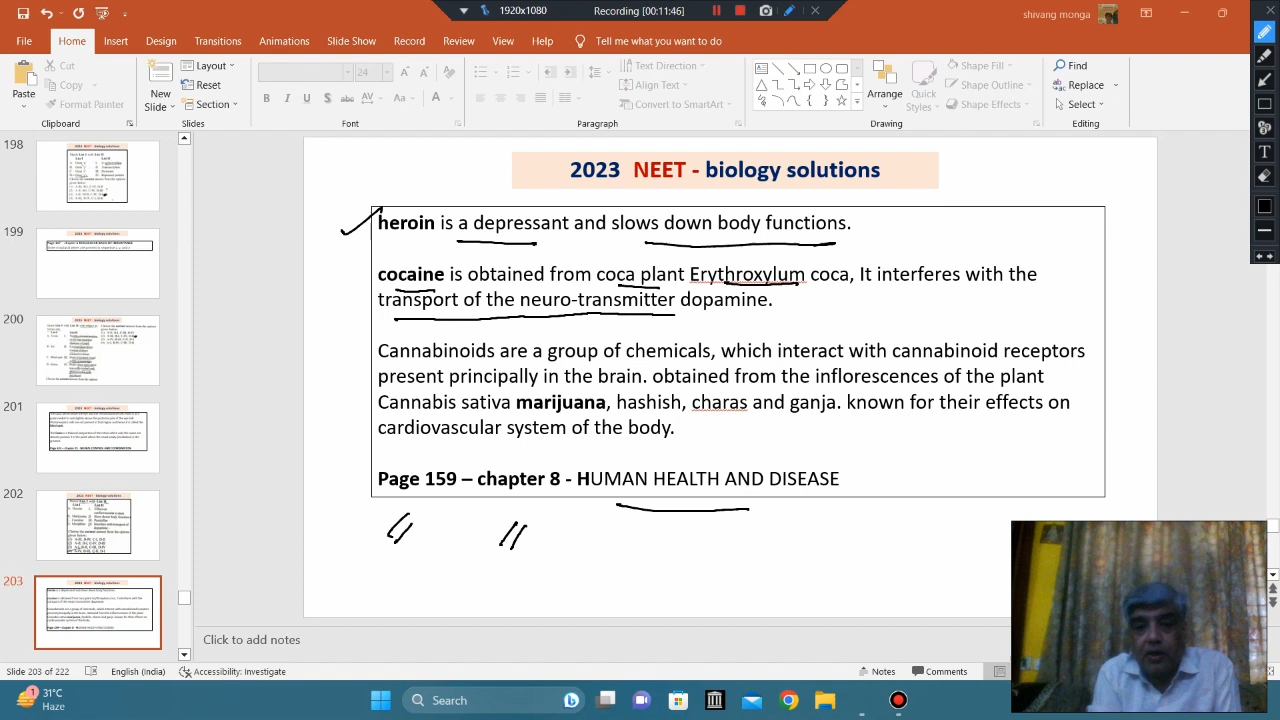 1920x1080
Recording [00:11:46]
shivang monga
File Home Insert Design Transitions Animations Slide Show Record Review View Help Tell me what you want to do
Paste
Cut
Copy
Format Painter
Clipboard
New Slide
Layout
Reset
Section
Slides
24
Font
Text Direction
Align Text
Convert to SmartArt
Paragraph
Arrange
Quick Styles
Shape Fill
Shape Outline
Shape Effects
Drawing
Find
Replace
Select
Editing
198
199
200
201
202
203
2023 NEET - biology solutions
heroin is a depressant and slows down body functions.
cocaine is obtained from coca plant Erythroxylum coca, It interferes with the
transport of the neuro-transmitter dopamine.
Cannabinoids are a group of chemicals, which interact with cannabinoid receptors
present principally in the brain. obtained from the inflorescences of the plant
Cannabis sativa marijuana, hashish, charas and ganja. known for their effects on
cardiovascular system of the body.
Page 159 – chapter 8 - HUMAN HEALTH AND DISEASE
Click to add notes
Slide 203 of 222 English (India) Accessibility: Investigate Notes Comments
31°C
Haze
Search